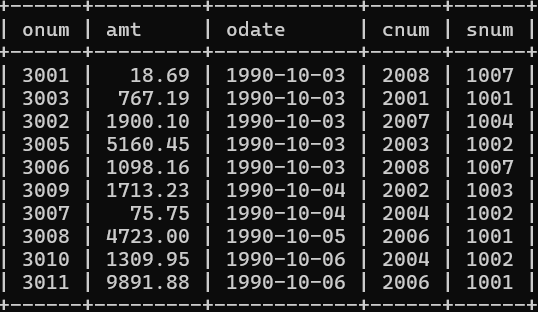 +------+---------+------------+------+------+
| onum | amt     | odate      | cnum | snum |
+------+---------+------------+------+------+
| 3001 |   18.69 | 1990-10-03 | 2008 | 1007 |
| 3003 |  767.19 | 1990-10-03 | 2001 | 1001 |
| 3002 | 1900.10 | 1990-10-03 | 2007 | 1004 |
| 3005 | 5160.45 | 1990-10-03 | 2003 | 1002 |
| 3006 | 1098.16 | 1990-10-03 | 2008 | 1007 |
| 3009 | 1713.23 | 1990-10-04 | 2002 | 1003 |
| 3007 |   75.75 | 1990-10-04 | 2004 | 1002 |
| 3008 | 4723.00 | 1990-10-05 | 2006 | 1001 |
| 3010 | 1309.95 | 1990-10-06 | 2004 | 1002 |
| 3011 | 9891.88 | 1990-10-06 | 2006 | 1001 |
+------+---------+------------+------+------+